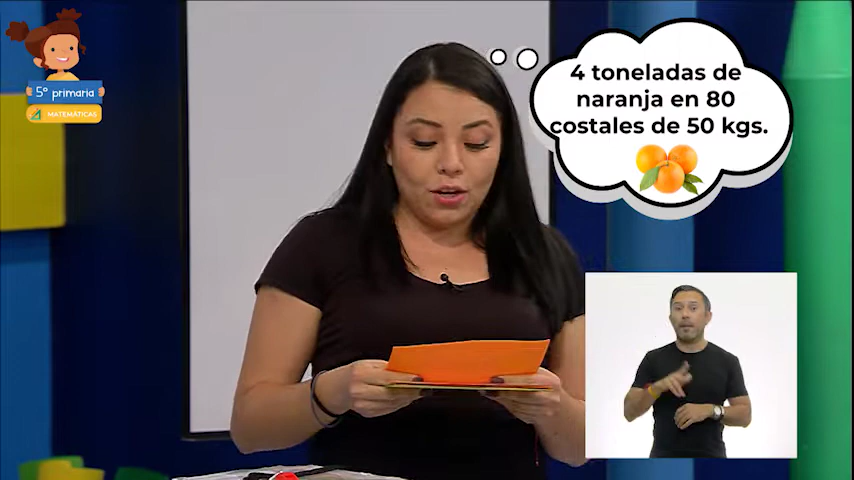 5° primaria
MATEMÁTICAS
4 toneladas de
naranja en 80
costales de 50 kgs.